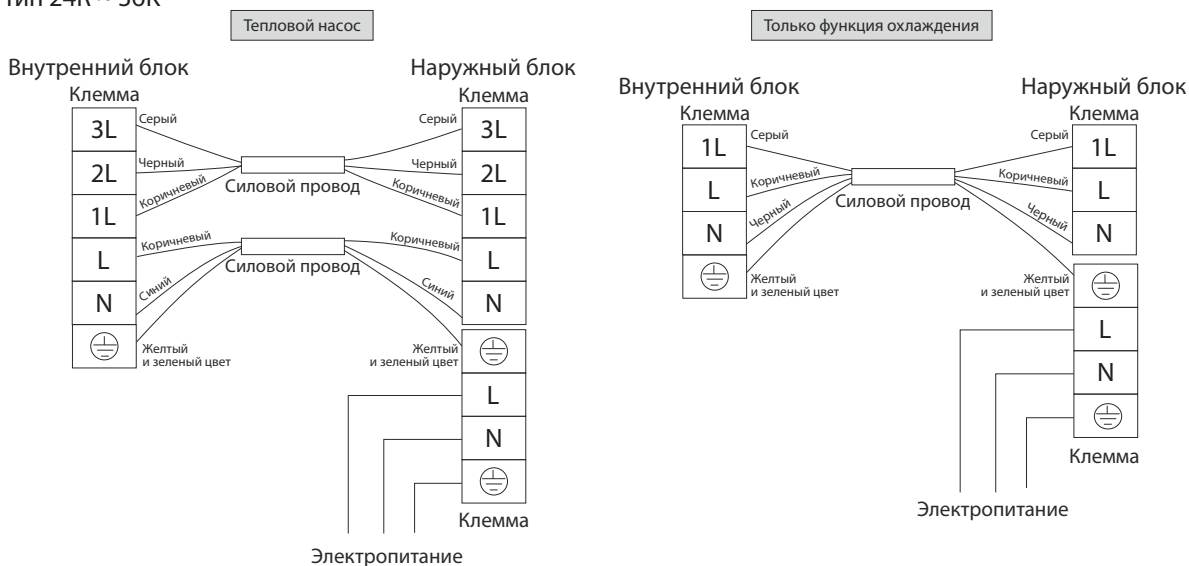 Тепловой насос
Внутренний блок
Наружный блок
Клемма
Клемма
3L
Серый
Серый
3L
2L
Черный
Черный
2L
Коричневый
Силовой провод
Коричневый
1L
1L
L
Коричневый
Коричневый
L
Силовой провод
N
Синий
Синий
N
Желтый
и зеленый цвет
Желтый
и зеленый цвет
L
N
Клемма
Электропитание
Только функция охлаждения
Внутренний блок
Наружный блок
Клемма
Клемма
1L
Серый
Серый
1L
L
Коричневый
Коричневый
L
Силовой провод
N
Черный
Черный
N
Желтый
и зеленый цвет
Желтый
и зеленый цвет
L
N
Клемма
Электропитание